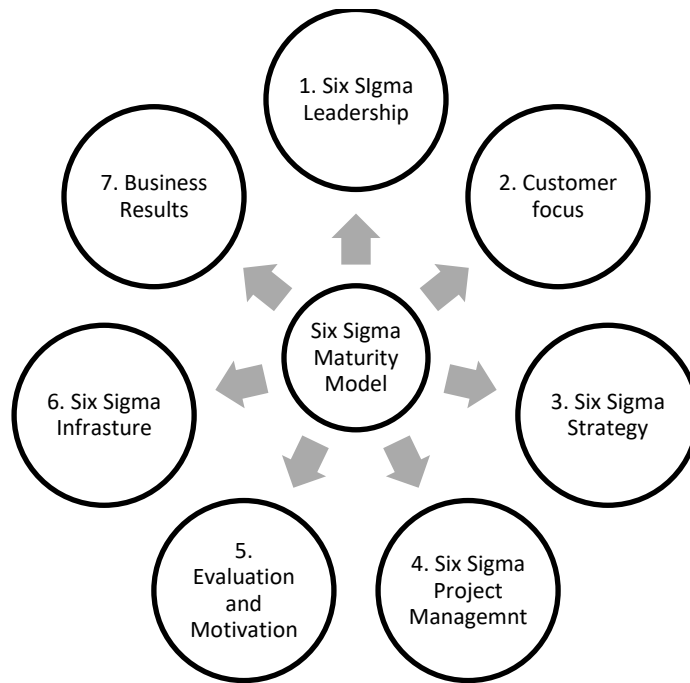 1. Six SIgma
Leadership
2. Customer
focus
3. Six Sigma
Strategy
4. Six Sigma
Project
Managemnt
5.
Evaluation
and
Motivation
6. Six Sigma
Infrasture
7. Business
Results
Six Sigma
Maturity
Model